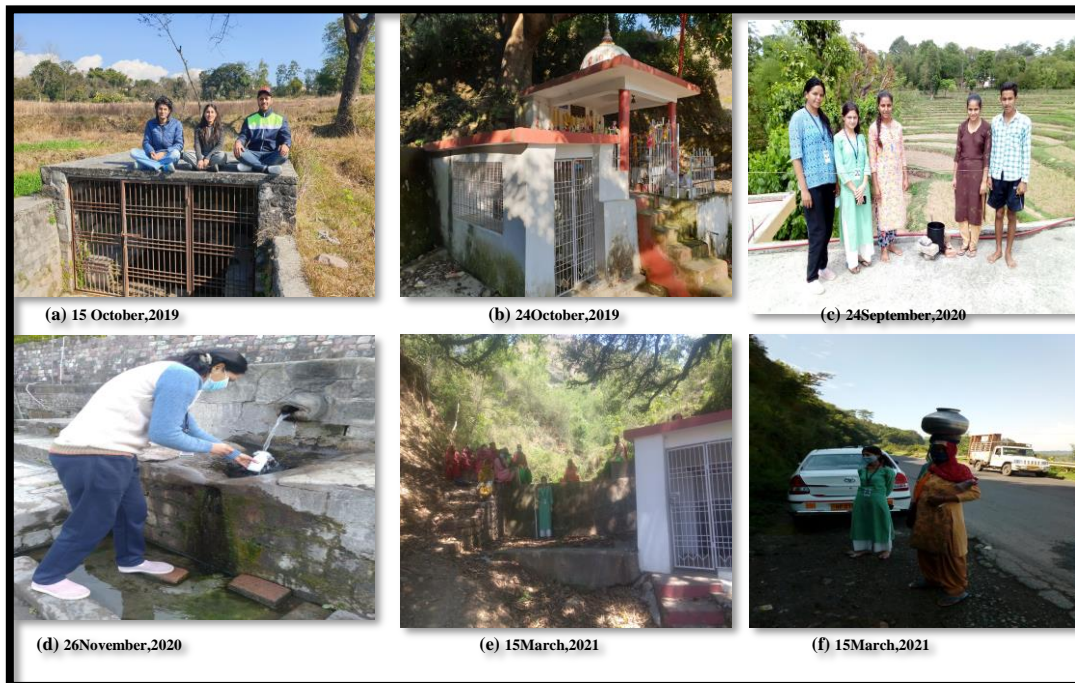 (a) 15 October,2019
(b) 24October,2019
(c) 24September,2020
(d) 26November,2020
(e) 15March,2021
(f) 15March,2021